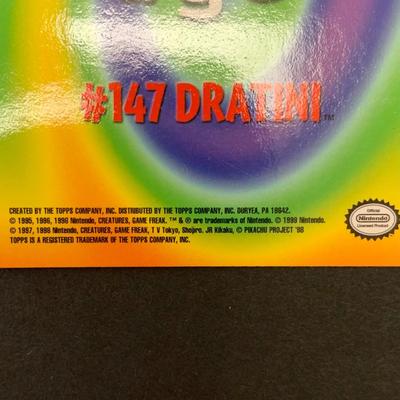 #147 DRATINI™
CREATED BY THE TOPPS COMPANY, INC. DISTRIBUTED BY THE TOPPS COMPANY, INC. DURYEA, PA 18642.
© 1995, 1996, 1998 Nintendo, CREATURES, GAME FREAK. ™ & ® are trademarks of Nintendo. © 1999 Nintendo.
© 1997, 1998 Nintendo, CREATURES, GAME FREAK, TV Tokyo, Shopro, JR Kikaku, © PIKACHU PROJECT '98
TOPPS IS A REGISTERED TRADEMARK OF THE TOPPS COMPANY, INC.
Official
Nintendo
Licensed Product